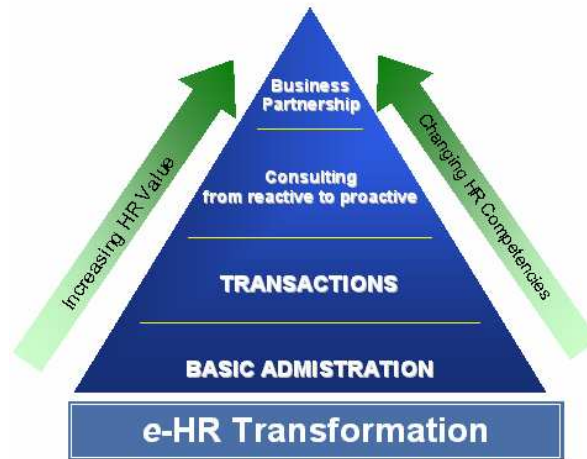 Business
Partnership
Increasing HR Value
Changing HR Competencies
Consulting
from reactive to proactive
TRANSACTIONS
BASIC ADMISTRATION
e-HR Transformation